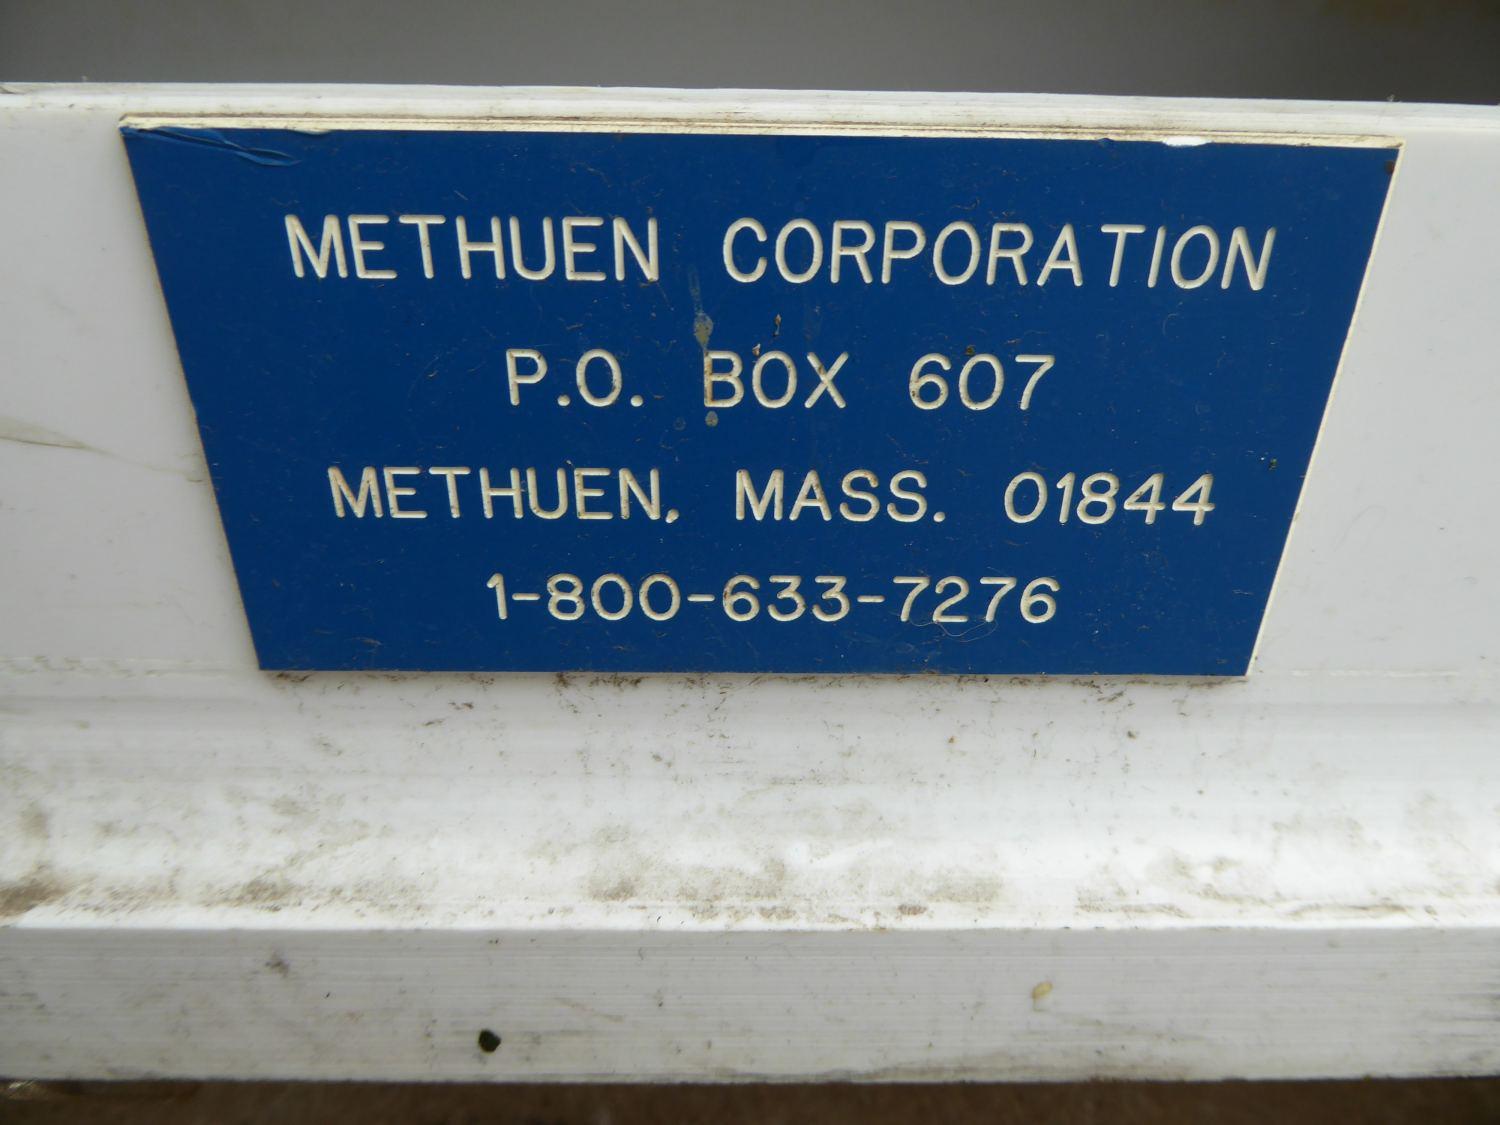 METHUEN CORPORATION
P.O. BOX 607
METHUEN, MASS. 01844
1-800-633-7276